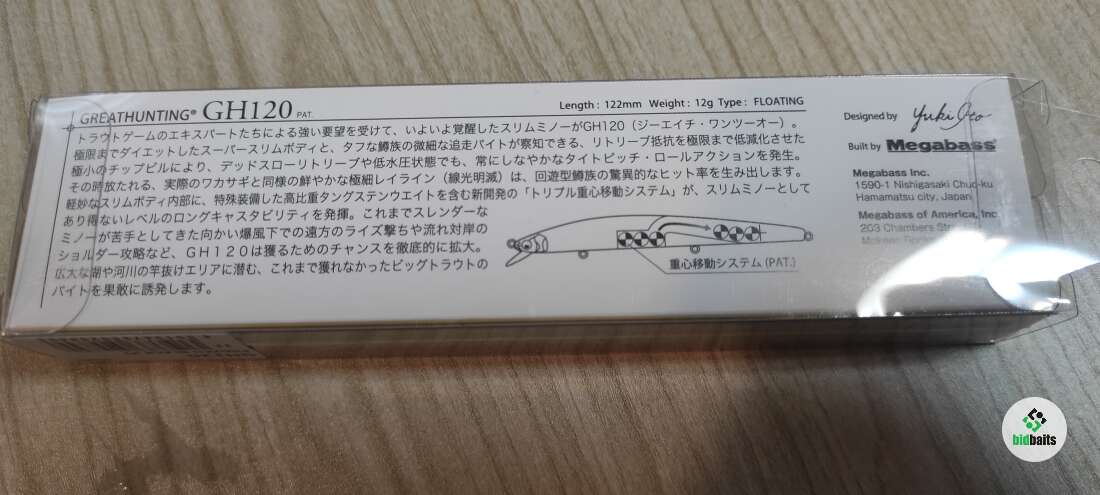 GREATHUNTING® GH120 PAT.
Length : 122mm Weight : 12g Type : FLOATING
トラウトゲームのエキスパートたちによる強い要望を受けて、いよいよ覚醒したスリムミノーがGH120（ジーエイチ・ワンツーオー）。
極限までダイエットしたスーパースリムボディと、タフな鱒族の微細な追走バイトが察知できる、リトリーブ抵抗を極限まで低減化させた
極小のチップビルにより、デッドスローリトリーブや低水圧状態でも、常にしなやかなタイトピッチ・ロールアクションを発生。
その時放たれる、実際のワカサギと同様の鮮やかな極細レイライン（線光明滅）は、回遊型鱒族の驚異的なヒット率を生み出します。
軽妙なスリムボディ内部に、特殊装備した高比重タングステンウエイトを含む新開発の「トリプル重心移動システム」が、スリムミノーとして
あり得ないレベルのロングキャスタビリティを発揮。これまでスレンダーな
ミノーが苦手としてきた向かい爆風下での遠方のライズ撃ちや流れ対岸の
ショルダー攻略など、GH120は獲るためのチャンスを徹底的に拡大。
広大な湖や河川の竿抜けエリアに潜む、これまで獲れなかったビッグトラウトの
バイトを果敢に誘発します。
重心移動システム (PAT.)
Designed by Yuki Ito
Built by Megabass®
Megabass Inc.
1590-1 Nishigasaki Chuo-ku
Hamamatsu city, Japan
Megabass of America, Inc
203 Chambers
bidbaits